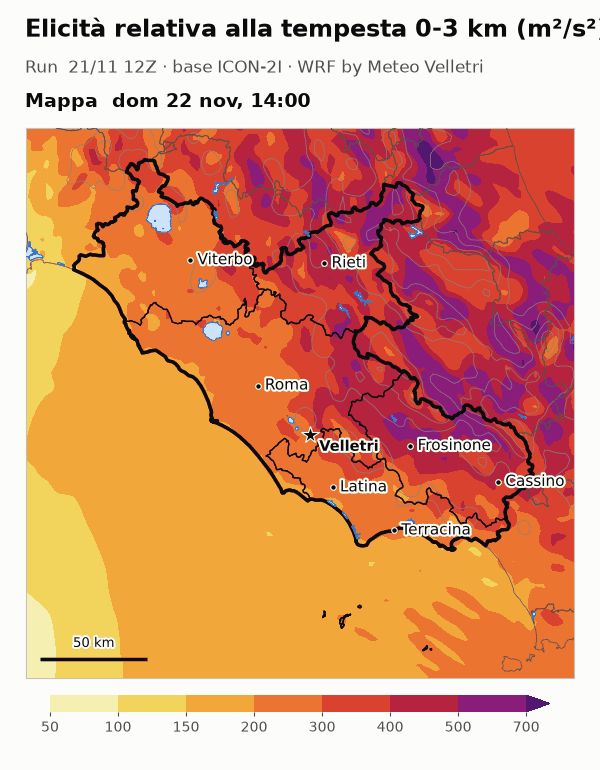 Elicità relativa alla tempesta 0-3 km (m²/s²)
Run 21/11 12Z · base ICON-2I · WRF by Meteo Velletri
Mappa dom 22 nov, 14:00
Viterbo
Rieti
Roma
Velletri
Frosinone
Cassino
Latina
Terracina
50 km
50 100 150 200 300 400 500 700